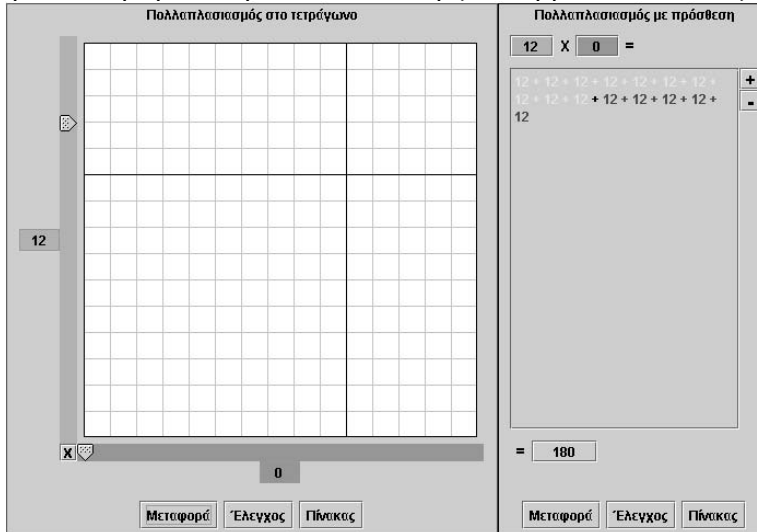 Πολλαπλασιασμός στο τετράγωνο
12
X
0
Μεταφορά Έλεγχος Πίνακας
Πολλαπλασιασμός με πρόσθεση
12 X 0 =
12 + 12 + 12 + 12 + 12 + 12 + 12 +
12 + 12 + 12 + 12 + 12 + 12 + 12 +
12
+
-
= 180
Μεταφορά Έλεγχος Πίνακας